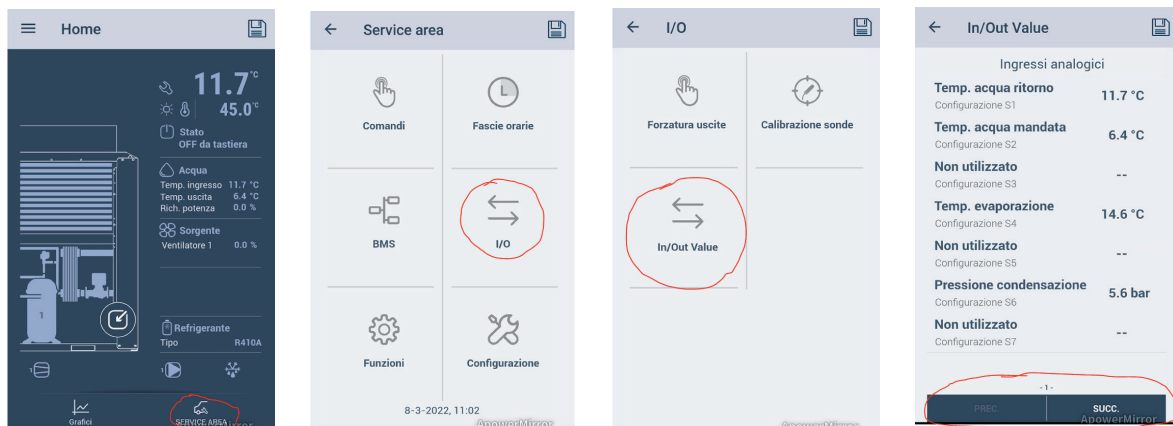 Home
11.7°C
45.0°C
Stato
OFF da tastiera
Acqua
Temp. ingresso 11.7 °C
Temp. uscita 6.4 °C
Rich. potenza 0.0 %
Sorgente
Ventilatore 1 0.0 %
1
Refrigerante
Tipo R410A
1 1
Grafici SERVICE AREA
ApowerMirror
Service area
Comandi Fascie orarie
BMS I/O
Funzioni Configurazione
8-3-2022, 11:02
ApowerMirror
I/O
Forzatura uscite Calibrazione sonde
In/Out Value
ApowerMirror
In/Out Value
Ingressi analogici
Temp. acqua ritorno 11.7 °C
Configurazione S1
Temp. acqua mandata 6.4 °C
Configurazione S2
Non utilizzato --
Configurazione S3
Temp. evaporazione 14.6 °C
Configurazione S4
Non utilizzato --
Configurazione S5
Pressione condensazione 5.6 bar
Configurazione S6
Non utilizzato --
Configurazione S7
-1-
PREC. SUCC.
ApowerMirror